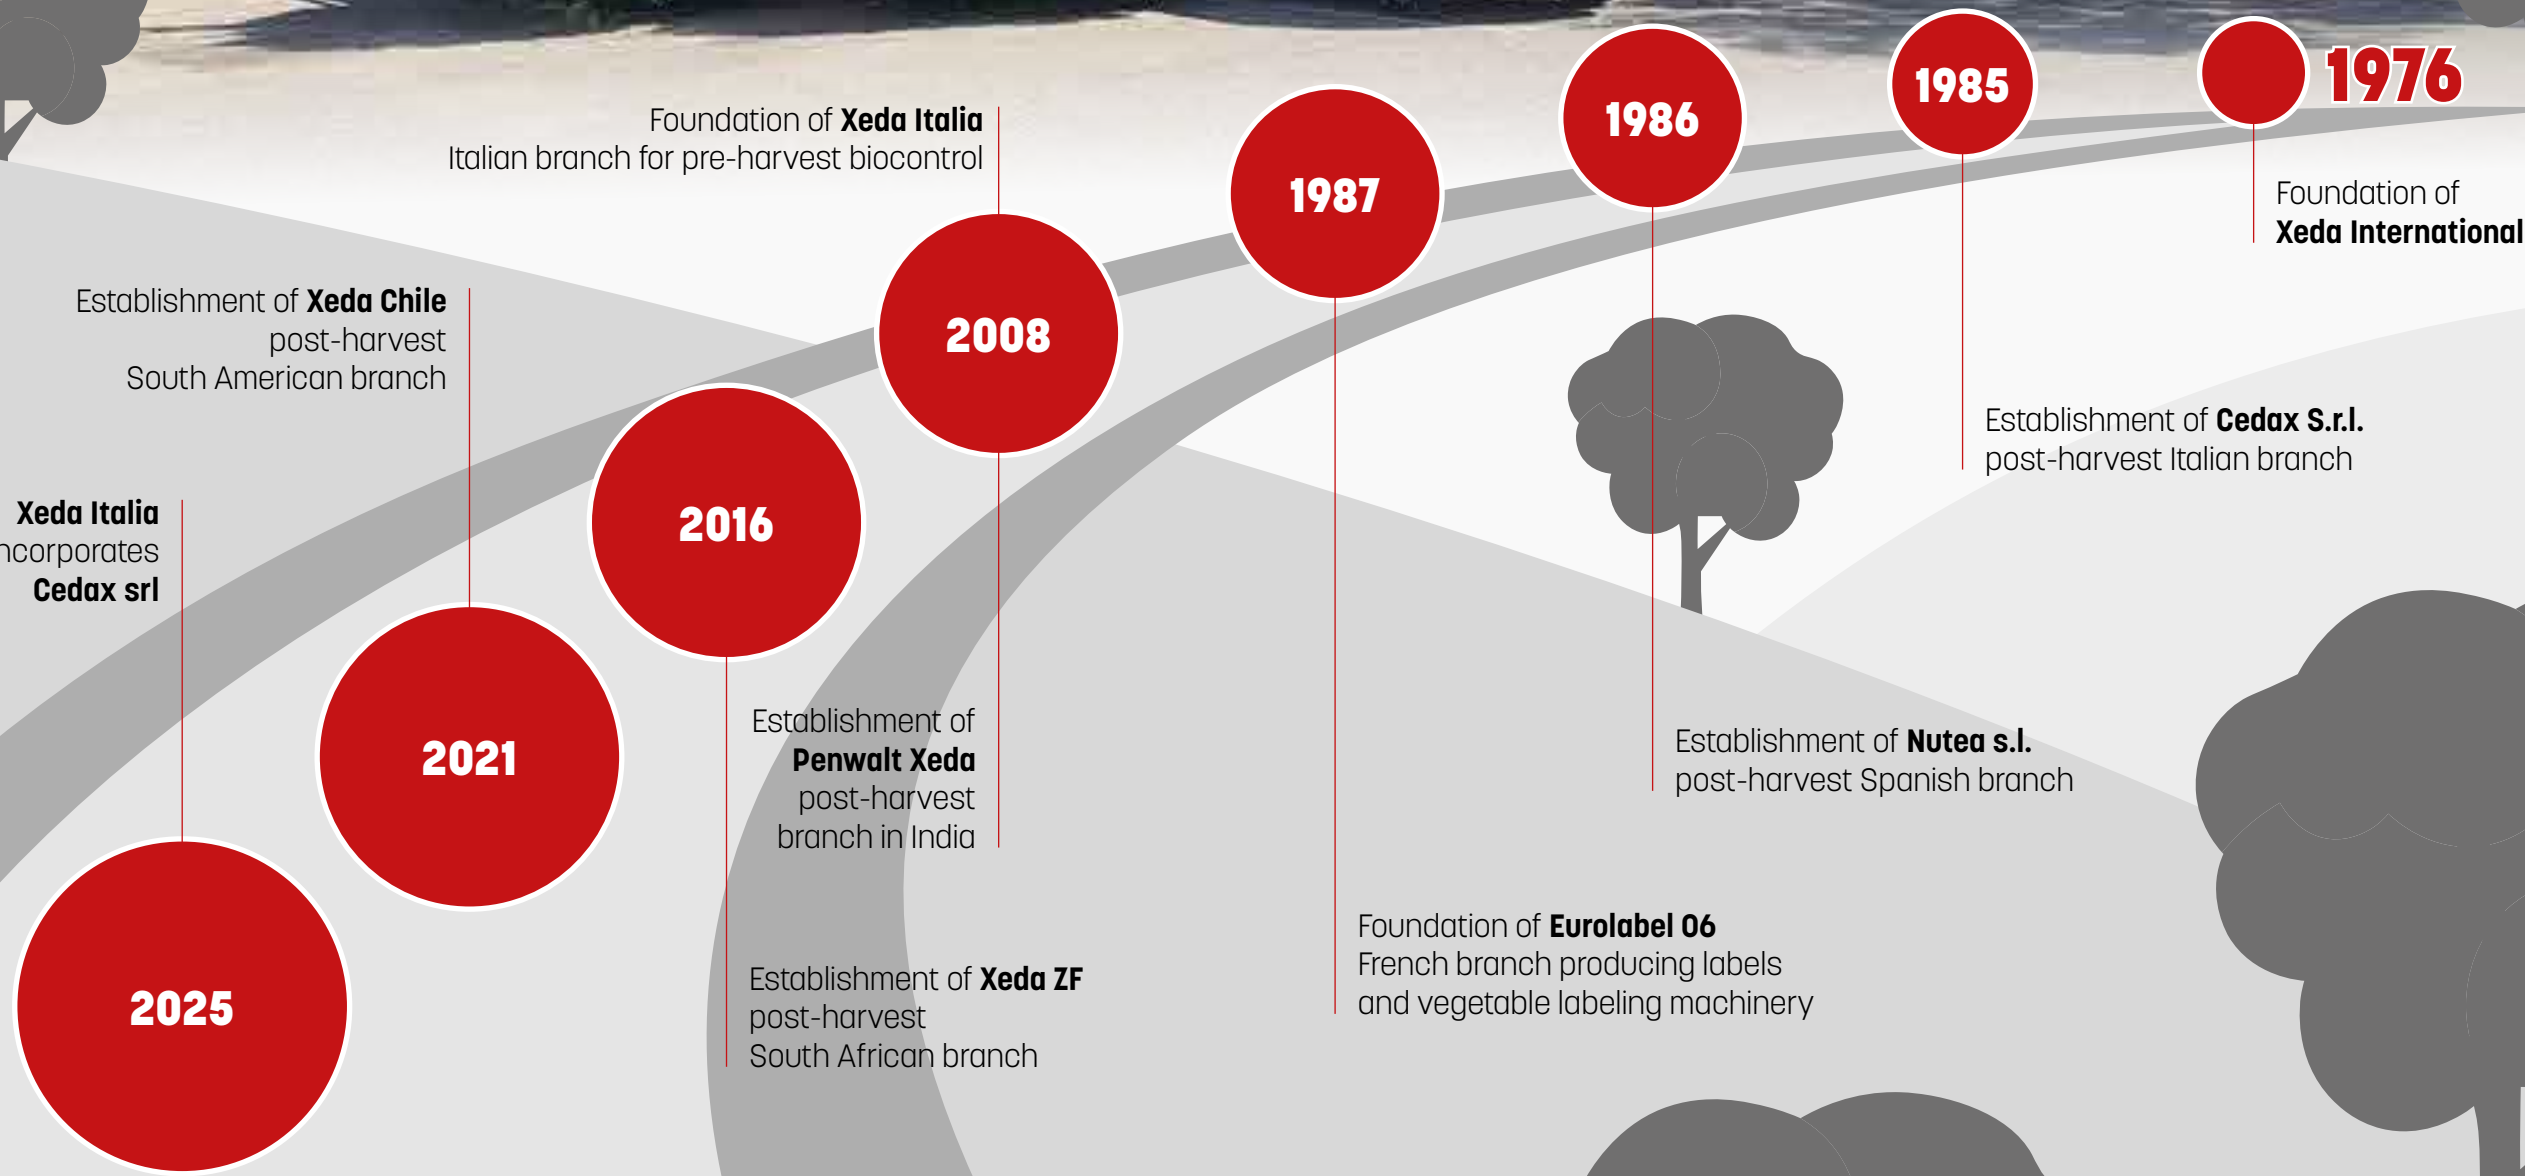 1976
Foundation of
Xeda International
1985
Establishment of Cedax S.r.l.
post-harvest Italian branch
1986
Establishment of Nutea s.l.
post-harvest Spanish branch
1987
Foundation of Eurolabel 06
French branch producing labels
and vegetable labeling machinery
2008
Foundation of Xeda Italia
Italian branch for pre-harvest biocontrol
Establishment of
Penwalt Xeda
post-harvest
branch in India
2016
Establishment of Xeda ZF
post-harvest
South African branch
2021
Establishment of Xeda Chile
post-harvest
South American branch
2025
Xeda Italia
ncorporates
Cedax srl